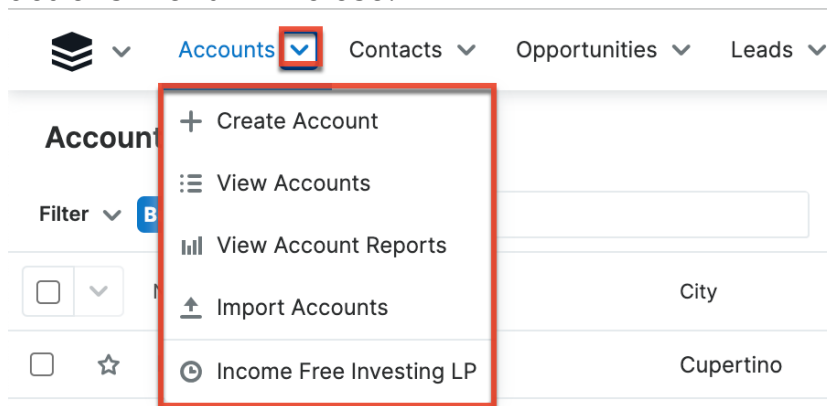 Accounts Contacts Opportunities Leads
Account
Create Account
View Accounts
Filter B
View Account Reports
City
Import Accounts
Income Free Investing LP
Cupertino